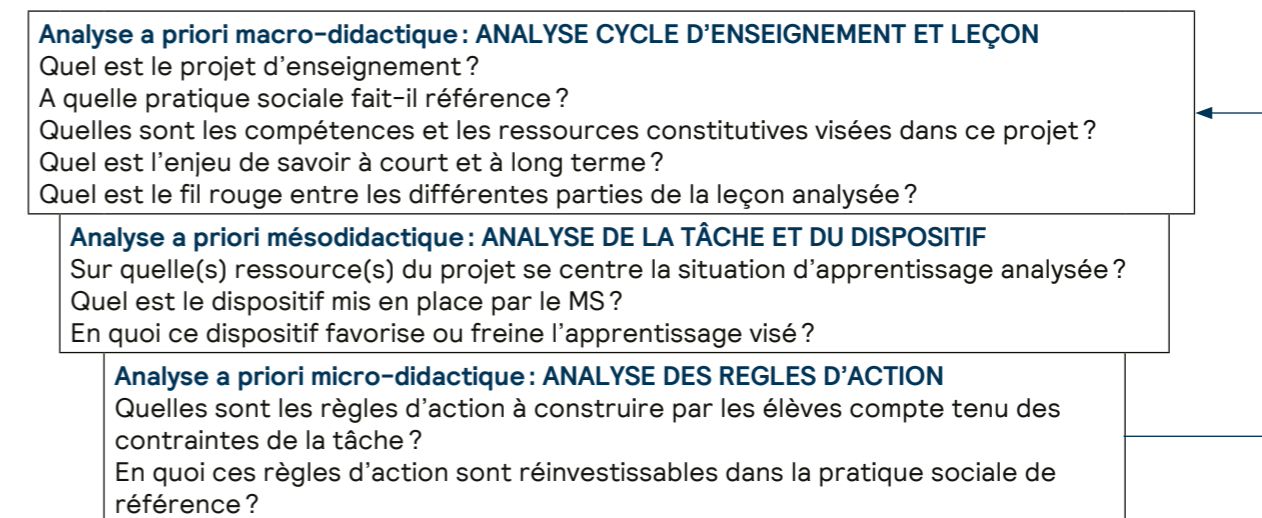 Analyse a priori macro-didactique : ANALYSE CYCLE D'ENSEIGNEMENT ET LEÇON
Quel est le projet d'enseignement ?
A quelle pratique sociale fait-il référence ?
Quelles sont les compétences et les ressources constitutives visées dans ce projet ?
Quel est l'enjeu de savoir à court et à long terme ?
Quel est le fil rouge entre les différentes parties de la leçon analysée ?
Analyse a priori mésodidactique : ANALYSE DE LA TÂCHE ET DU DISPOSITIF
Sur quelle(s) ressource(s) du projet se centre la situation d'apprentissage analysée ?
Quel est le dispositif mis en place par le MS ?
En quoi ce dispositif favorise ou freine l'apprentissage visé ?
Analyse a priori micro-didactique : ANALYSE DES REGLES D'ACTION
Quelles sont les règles d'action à construire par les élèves compte tenu des
contraintes de la tâche ?
En quoi ces règles d'action sont réinvestissables dans la pratique sociale de
référence ?